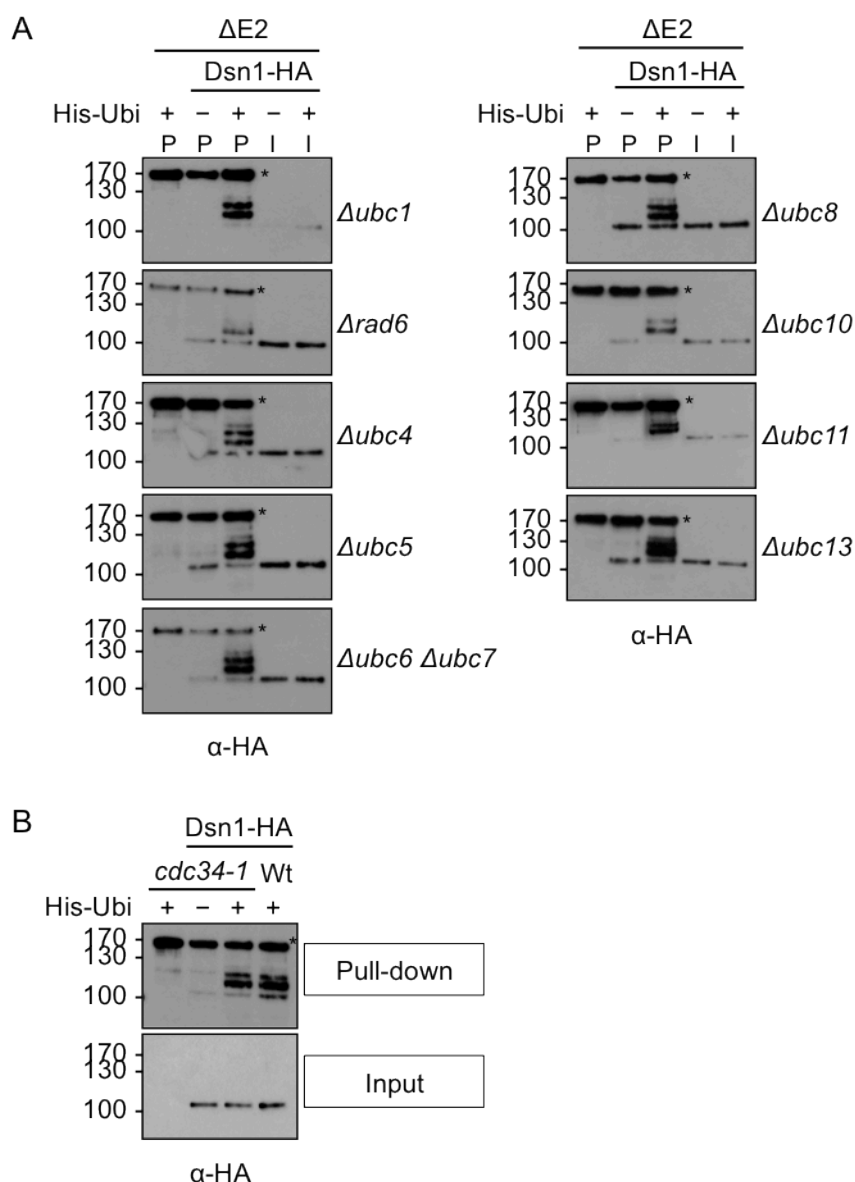 A
ΔE2
Dsn1-HA
His-Ubi + − + − +
P P P I I
170 *
130
100
Δubc1
170 *
130
100
Δrad6
170 *
130
100
Δubc4
170 *
130
100
Δubc5
170 *
130
100
Δubc6 Δubc7
α-HA
ΔE2
Dsn1-HA
His-Ubi + − + − +
P P P I I
170 *
130
100
Δubc8
170 *
130
100
Δubc10
170 *
130
100
Δubc11
170 *
130
100
Δubc13
α-HA
B
Dsn1-HA
cdc34-1 Wt
His-Ubi + − + +
170 *
130
100
Pull-down
170
130
100
Input
α-HA